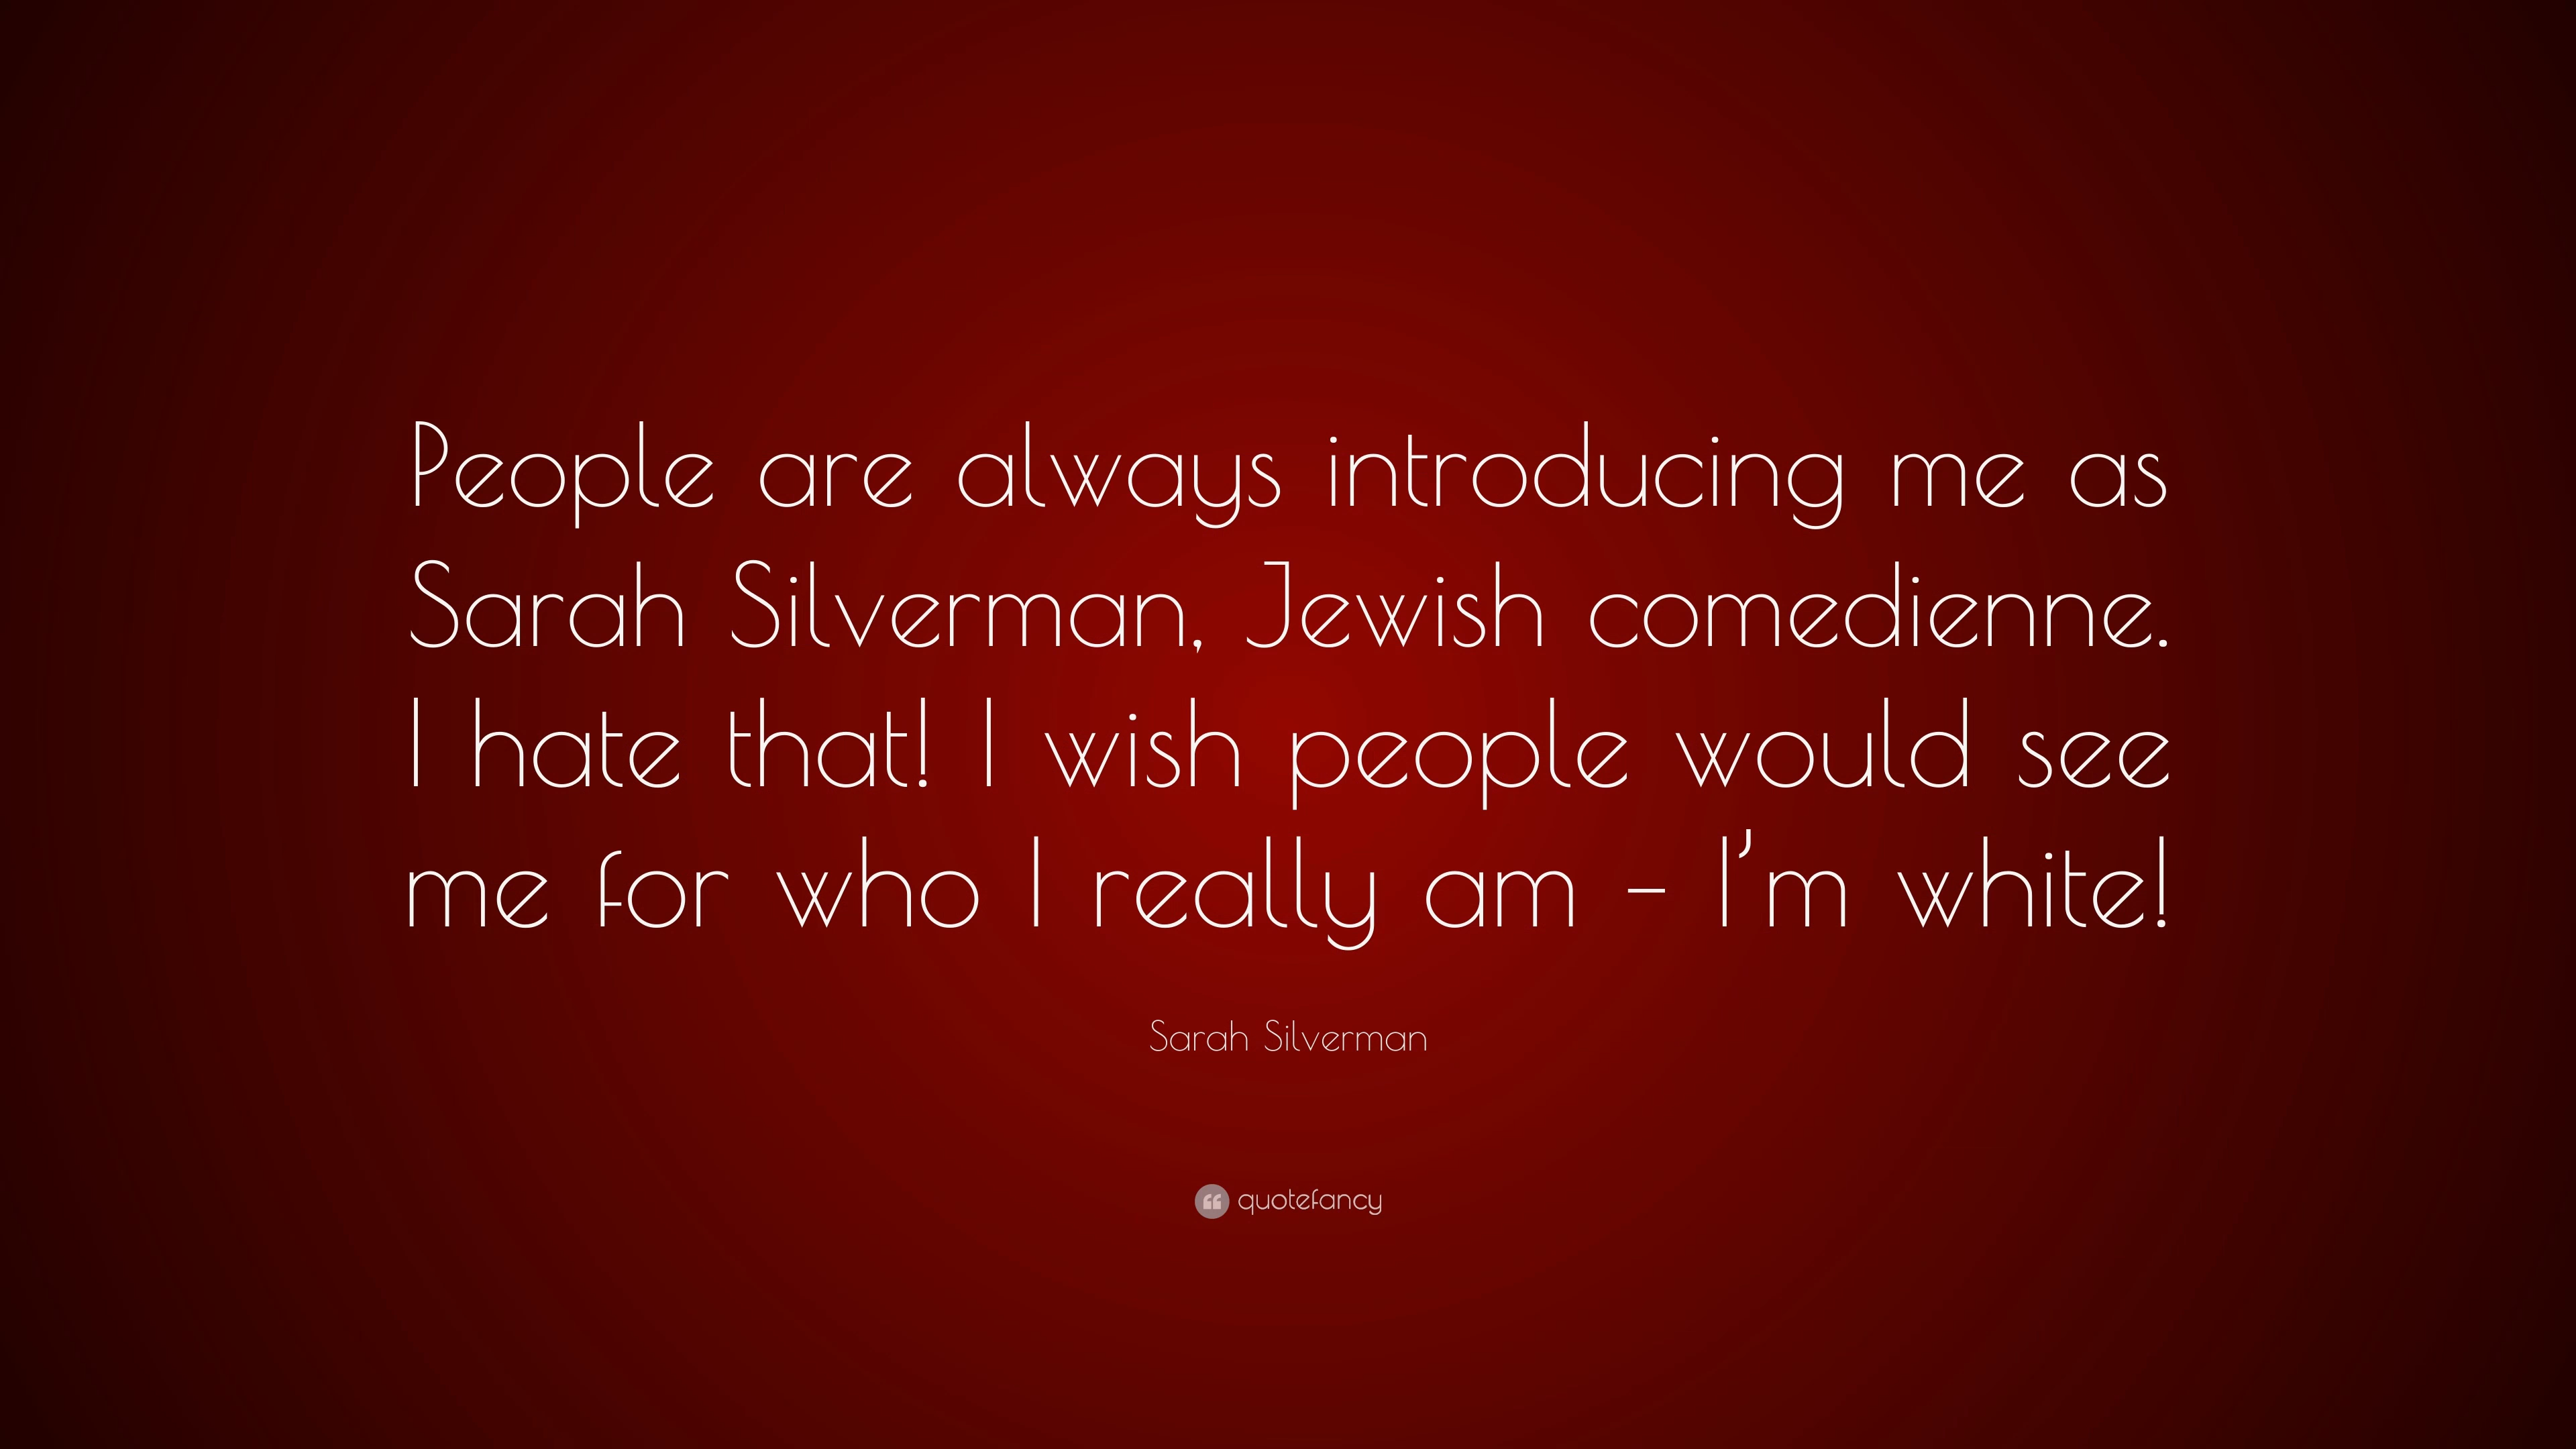 People are always introducing me as
Sarah Silverman, Jewish comedienne.
I hate that! I wish people would see
me for who I really am – I’m white!
Sarah Silverman
quotefancy